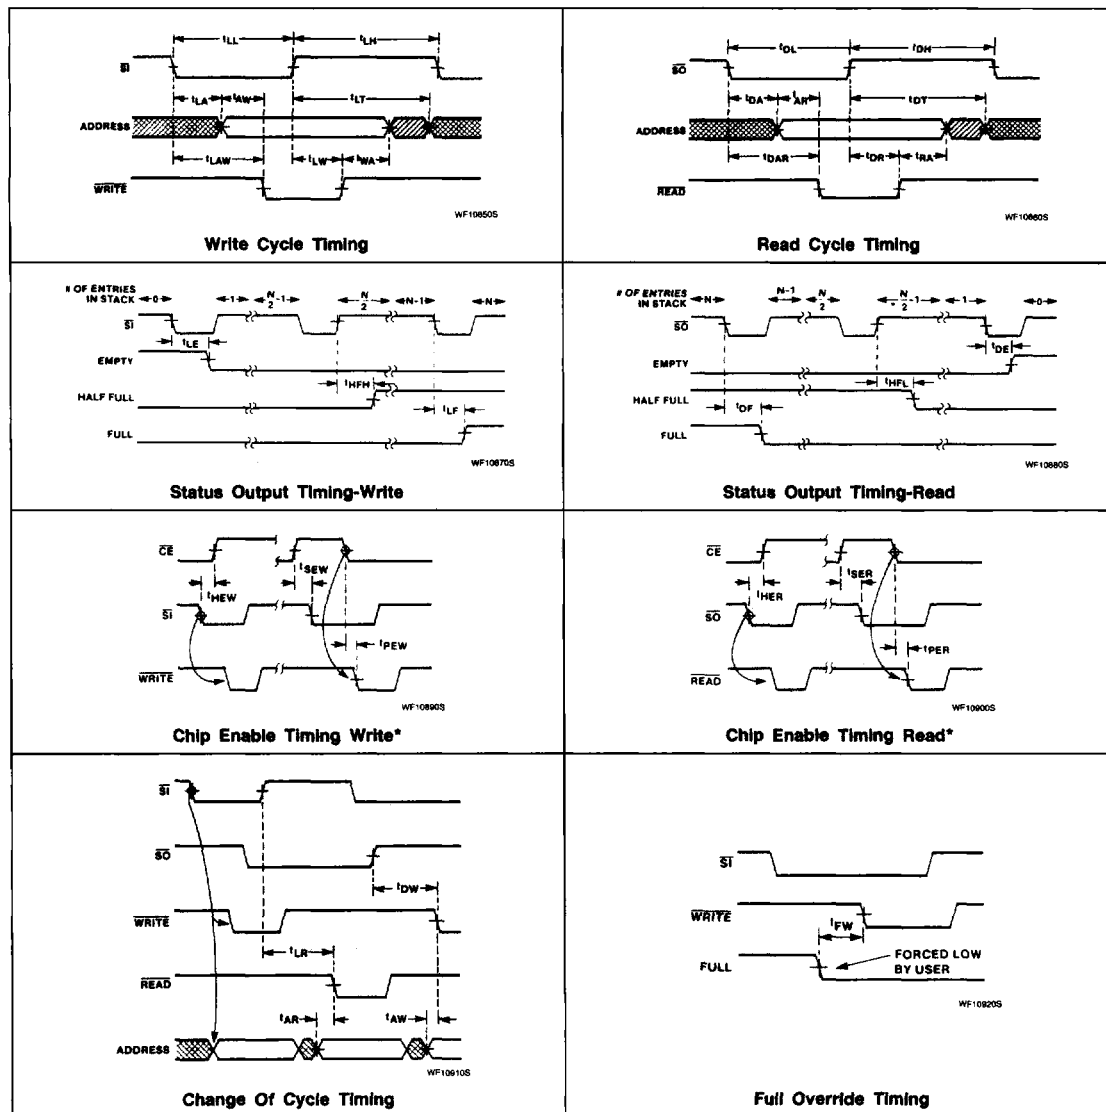 tLL tLH
SI
tLA tAW tLT
ADDRESS
tLAW tLW tWA
WRITE
WF10850S
Write Cycle Timing
tDL tDH
SO
tDA tAR tDT
ADDRESS
tDAR tDR tRA
READ
WF10860S
Read Cycle Timing
# OF ENTRIES IN STACK 0 1 N/2-1 N/2 N-1 N
SI
tLE
EMPTY
tHFH
HALF FULL
tLF
FULL
WF10870S
Status Output Timing-Write
# OF ENTRIES IN STACK N N-1 N/2 N/2-1 1 0
SO
tDE
EMPTY
tHFL
HALF FULL
tDF
FULL
WF10880S
Status Output Timing-Read
CE
tSEW
tHEW
SI
tPEW
WRITE
WF10890S
Chip Enable Timing Write*
CE
tSER
tHER
SO
tPER
READ
WF10900S
Chip Enable Timing Read*
SI
SO
tDW
WRITE
tLR
READ
tAR tAW
ADDRESS
WF10910S
Change Of Cycle Timing
SI
WRITE
tFW
FULL
FORCED LOW
BY USER
WF10920S
Full Override Timing